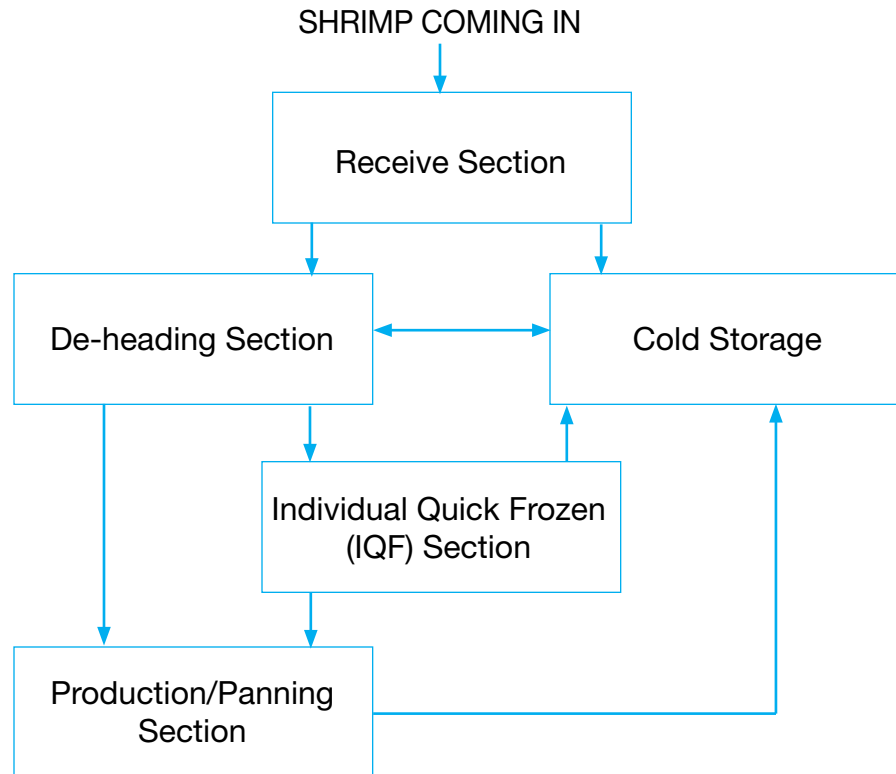 SHRIMP COMING IN
Receive Section
De-heading Section
Cold Storage
Individual Quick Frozen
(IQF) Section
Production/Panning
Section